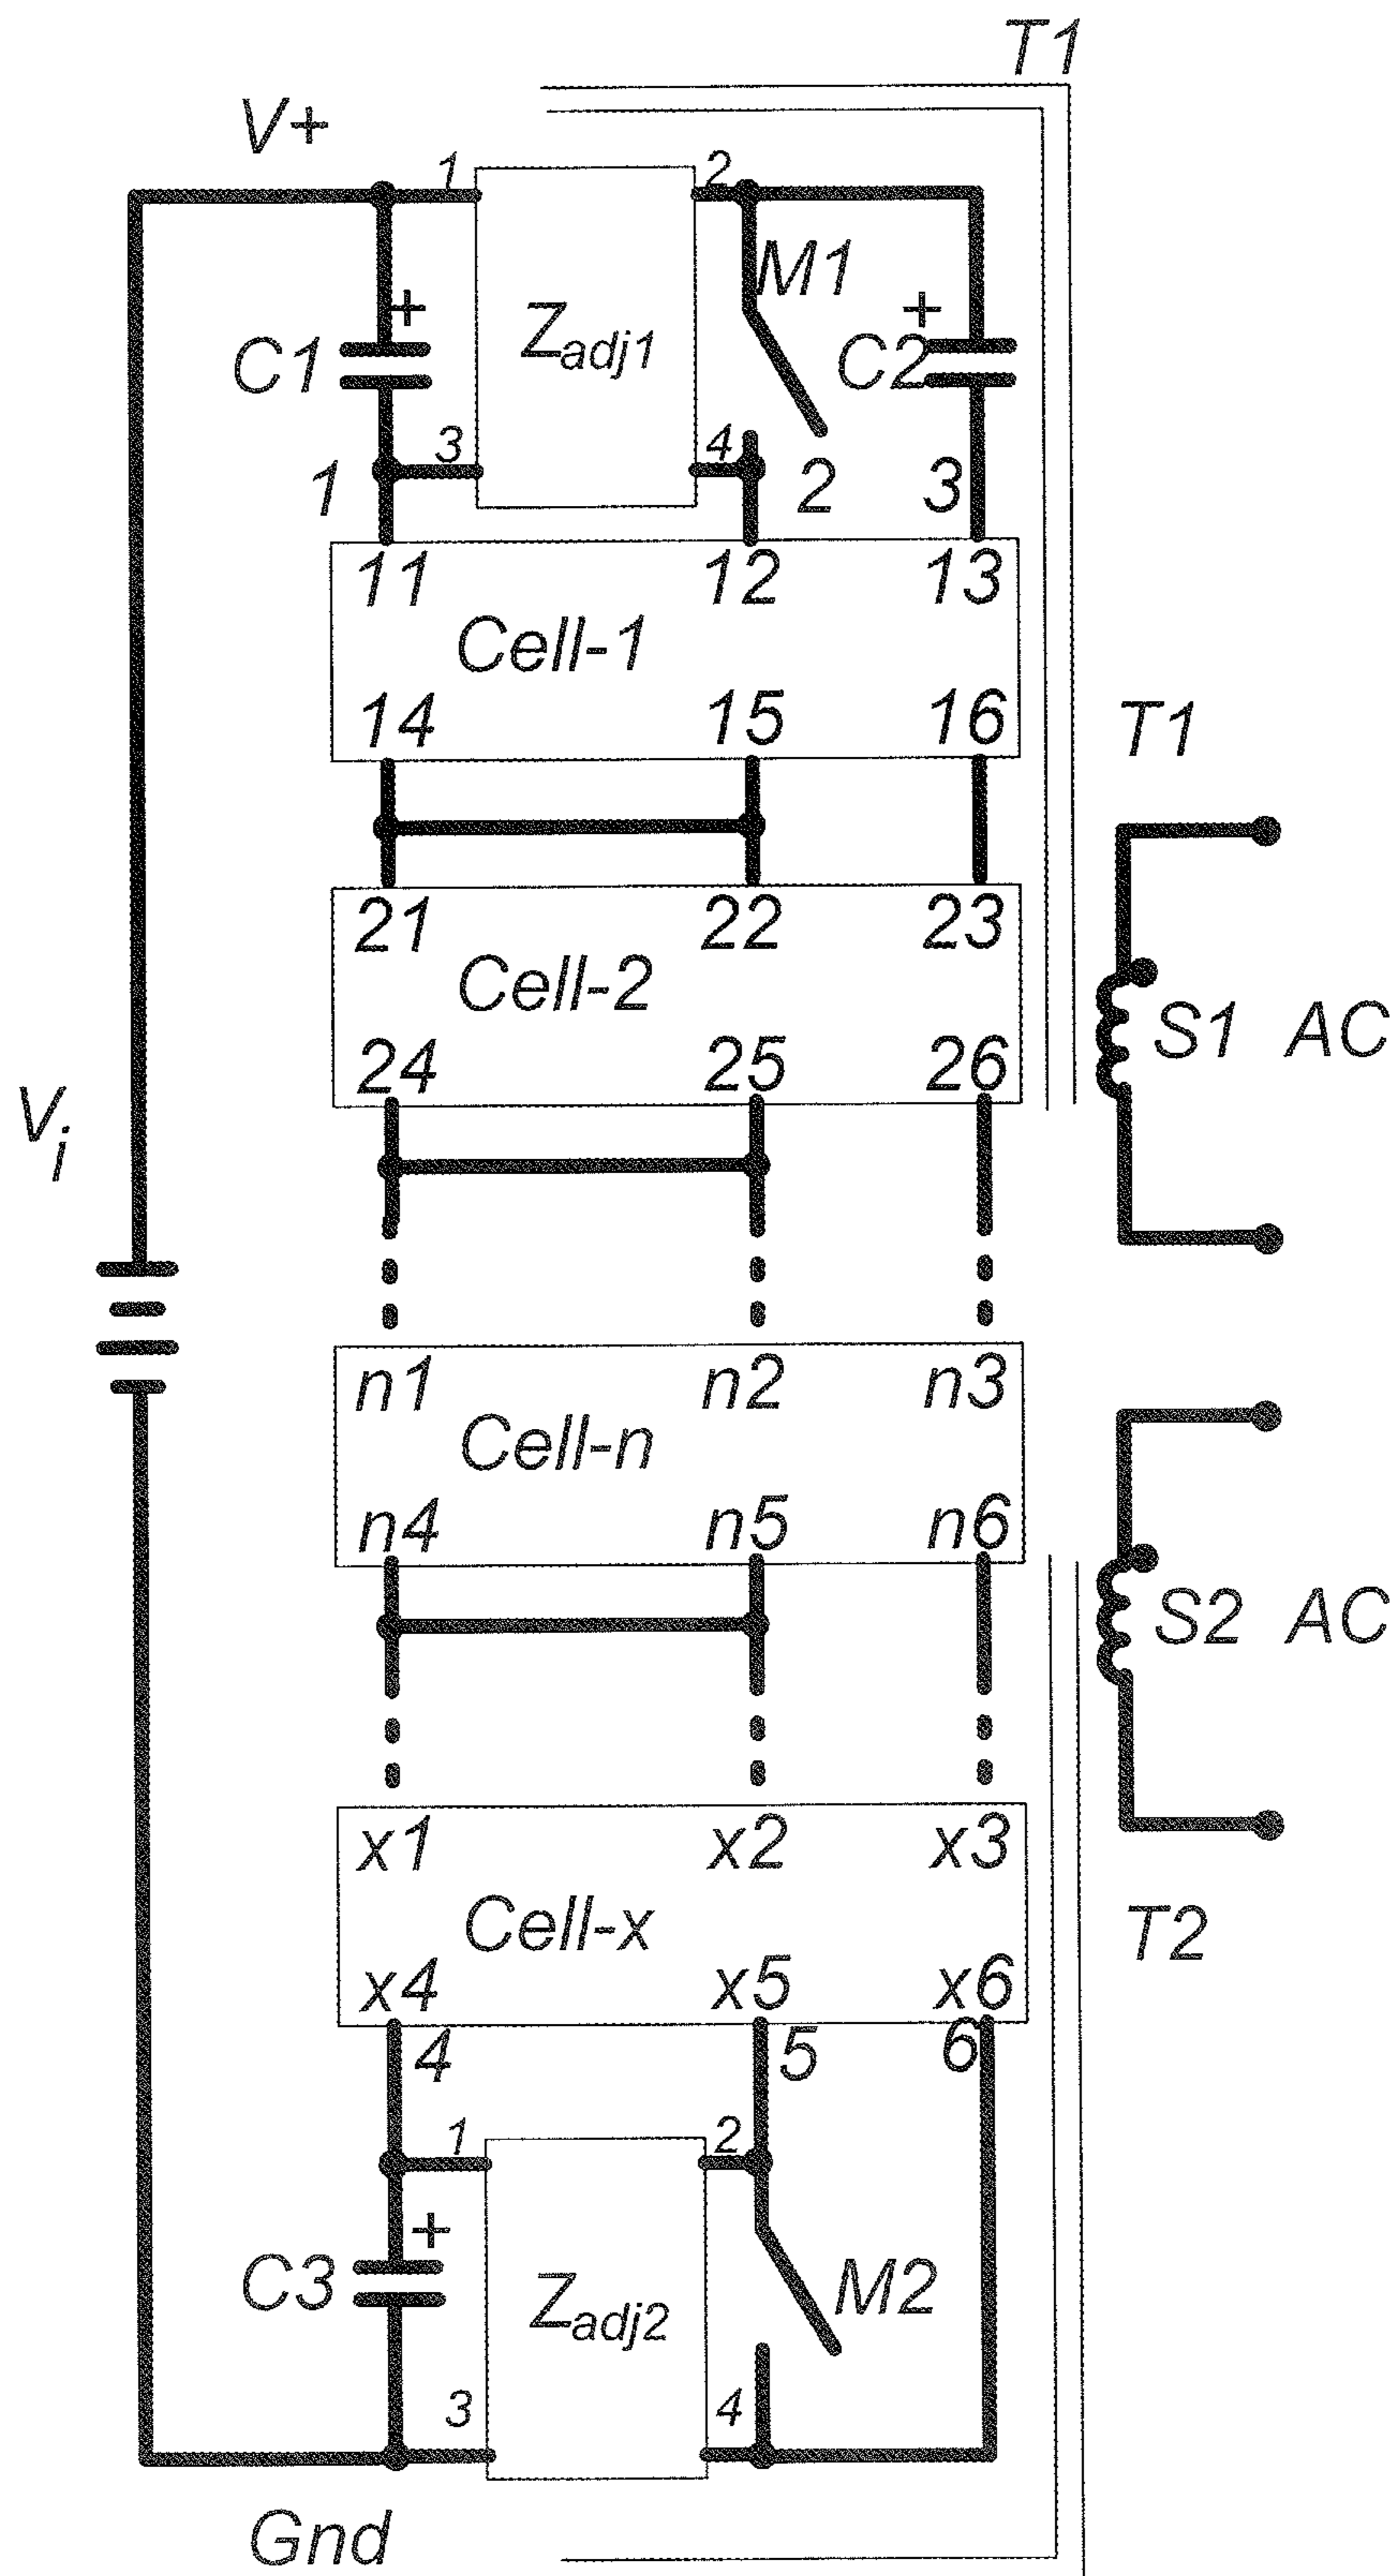 T1
V+
1 2
M1
+ +
C1 Zadj1 C2
3 4
1 2 3
11 12 13
Cell-1
14 15 16
T1
21 22 23
Cell-2
24 25 26
S1 AC
Vi
n1 n2 n3
Cell-n
n4 n5 n6
S2 AC
x1 x2 x3
Cell-x
x4 x5 x6
T2
4 5 6
1 2
+
C3 Zadj2 M2
3 4
Gnd